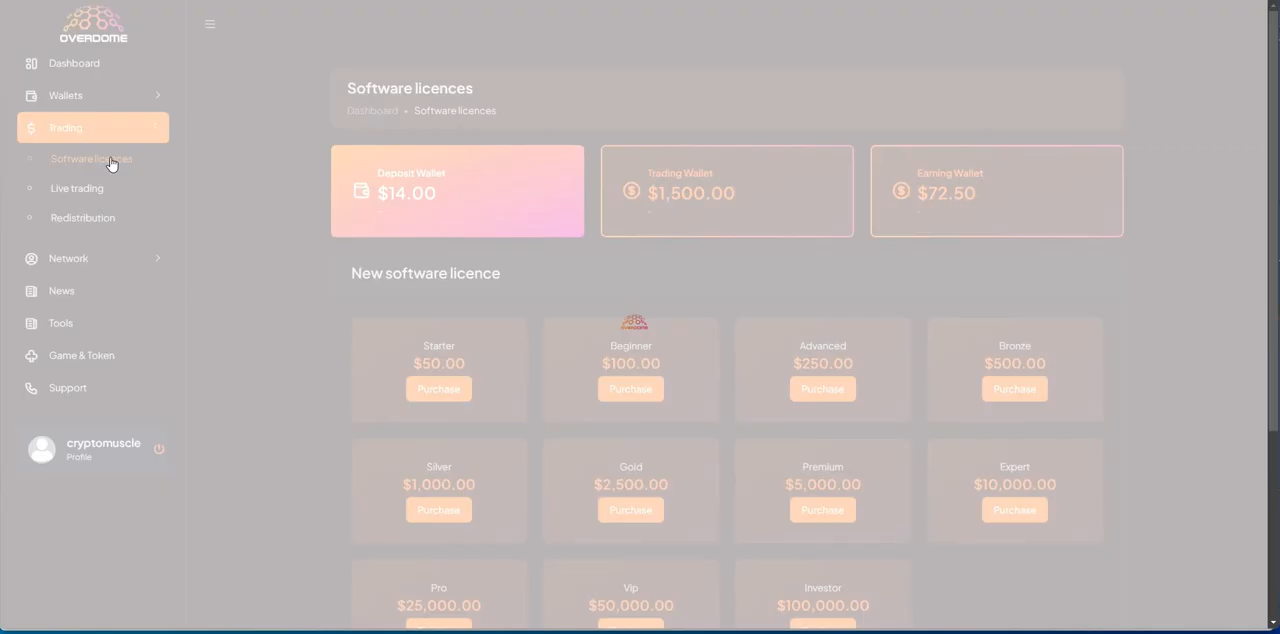 OVERDOME
Dashboard
Wallets
Trading
Software licences
Live trading
Redistribution
Network
News
Tools
Game & Token
Support
cryptomuscle
Profile
Software licences
Dashboard • Software licences
Deposit Wallet
$14.00
Trading Wallet
$1,500.00
Earning Wallet
$72.50
New software licence
Starter
$50.00
Purchase
OVERDOME
Beginner
$100.00
Purchase
Advanced
$250.00
Purchase
Bronze
$500.00
Purchase
Silver
$1,000.00
Purchase
Gold
$2,500.00
Purchase
Premium
$5,000.00
Purchase
Expert
$10,000.00
Purchase
Pro
$25,000.00
Vip
$50,000.00
Investor
$100,000.00